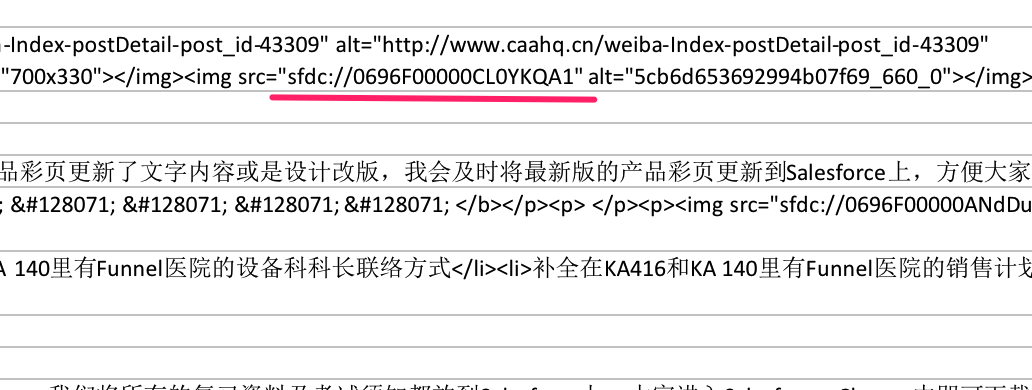 -Index-postDetail-post_id-43309" alt="http://www.caahq.cn/weiba-Index-postDetail-post_id-43309"
"700x330"></img><img src="sfdc://0696F00000CL0YKQA1" alt="5cb6d653692994b07f69_660_0"></img>
品彩页更新了文字内容或是设计改版，我会及时将最新版的产品彩页更新到Salesforce上，方便大家
; &#128071; &#128071; &#128071; &#128071; </b></p><p> </p><p><img src="sfdc://0696F00000ANdDu
A 140里有Funnel医院的设备科科长联络方式</li><li>补全在KA416和KA 140里有Funnel医院的销售计划